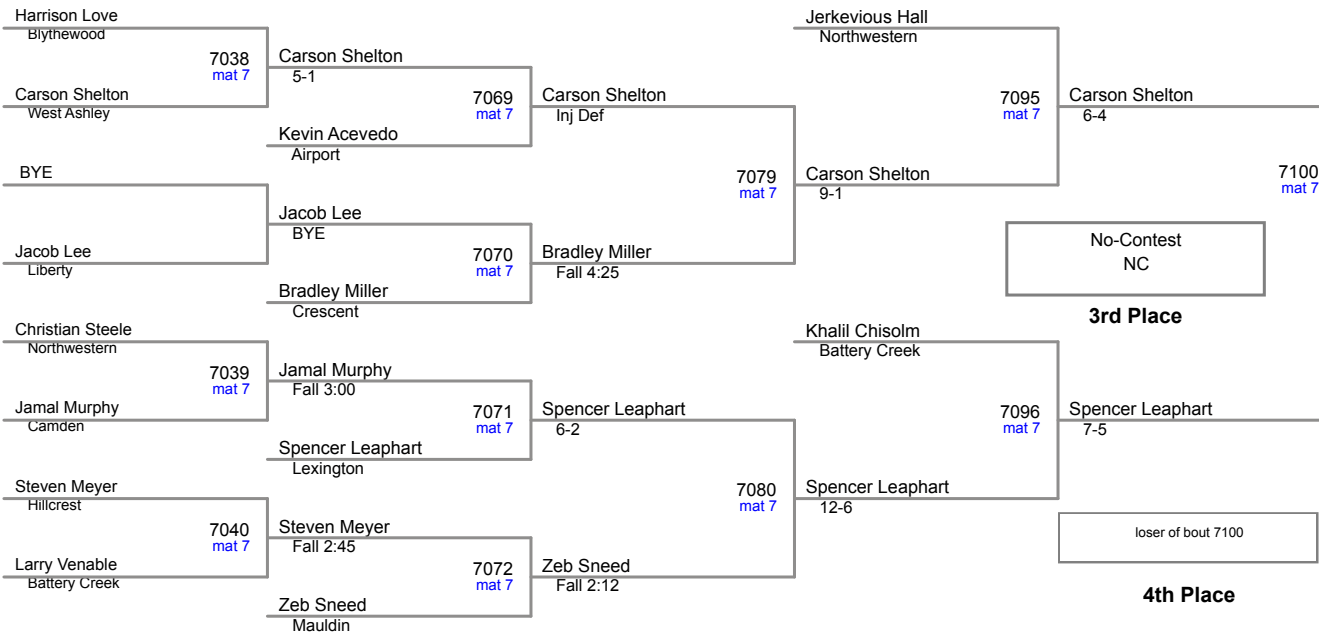 Harrison Love
Blythewood
7038
mat 7
Carson Shelton
West Ashley
Carson Shelton
5-1
7069
mat 7
Kevin Acevedo
Airport
Carson Shelton
Inj Def
BYE
Jacob Lee
Liberty
Jacob Lee
BYE
7070
mat 7
Bradley Miller
Crescent
Bradley Miller
Fall 4:25
7079
mat 7
Carson Shelton
9-1
Jerkevious Hall
Northwestern
7095
mat 7
Carson Shelton
6-4
7100
mat 7
No-Contest
NC
3rd Place
Christian Steele
Northwestern
7039
mat 7
Jamal Murphy
Camden
Jamal Murphy
Fall 3:00
7071
mat 7
Spencer Leaphart
Lexington
Spencer Leaphart
6-2
Steven Meyer
Hillcrest
7040
mat 7
Larry Venable
Battery Creek
Steven Meyer
Fall 2:45
7072
mat 7
Zeb Sneed
Mauldin
Zeb Sneed
Fall 2:12
7080
mat 7
Spencer Leaphart
12-6
Khalil Chisolm
Battery Creek
7096
mat 7
Spencer Leaphart
7-5
loser of bout 7100
4th Place